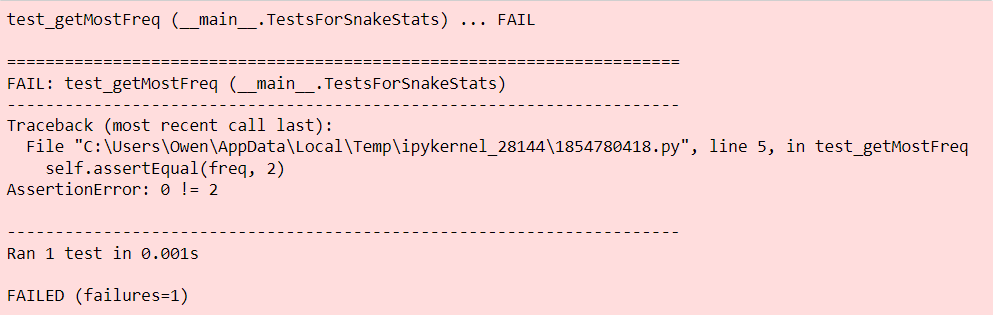 test_getMostFreq (__main__.TestsForSnakeStats) ... FAIL
======================================================================
FAIL: test_getMostFreq (__main__.TestsForSnakeStats)
----------------------------------------------------------------------
Traceback (most recent call last):
  File "C:\Users\Owen\AppData\Local\Temp\ipykernel_28144\1854780418.py", line 5, in test_getMostFreq
    self.assertEqual(freq, 2)
AssertionError: 0 != 2
----------------------------------------------------------------------
Ran 1 test in 0.001s
FAILED (failures=1)